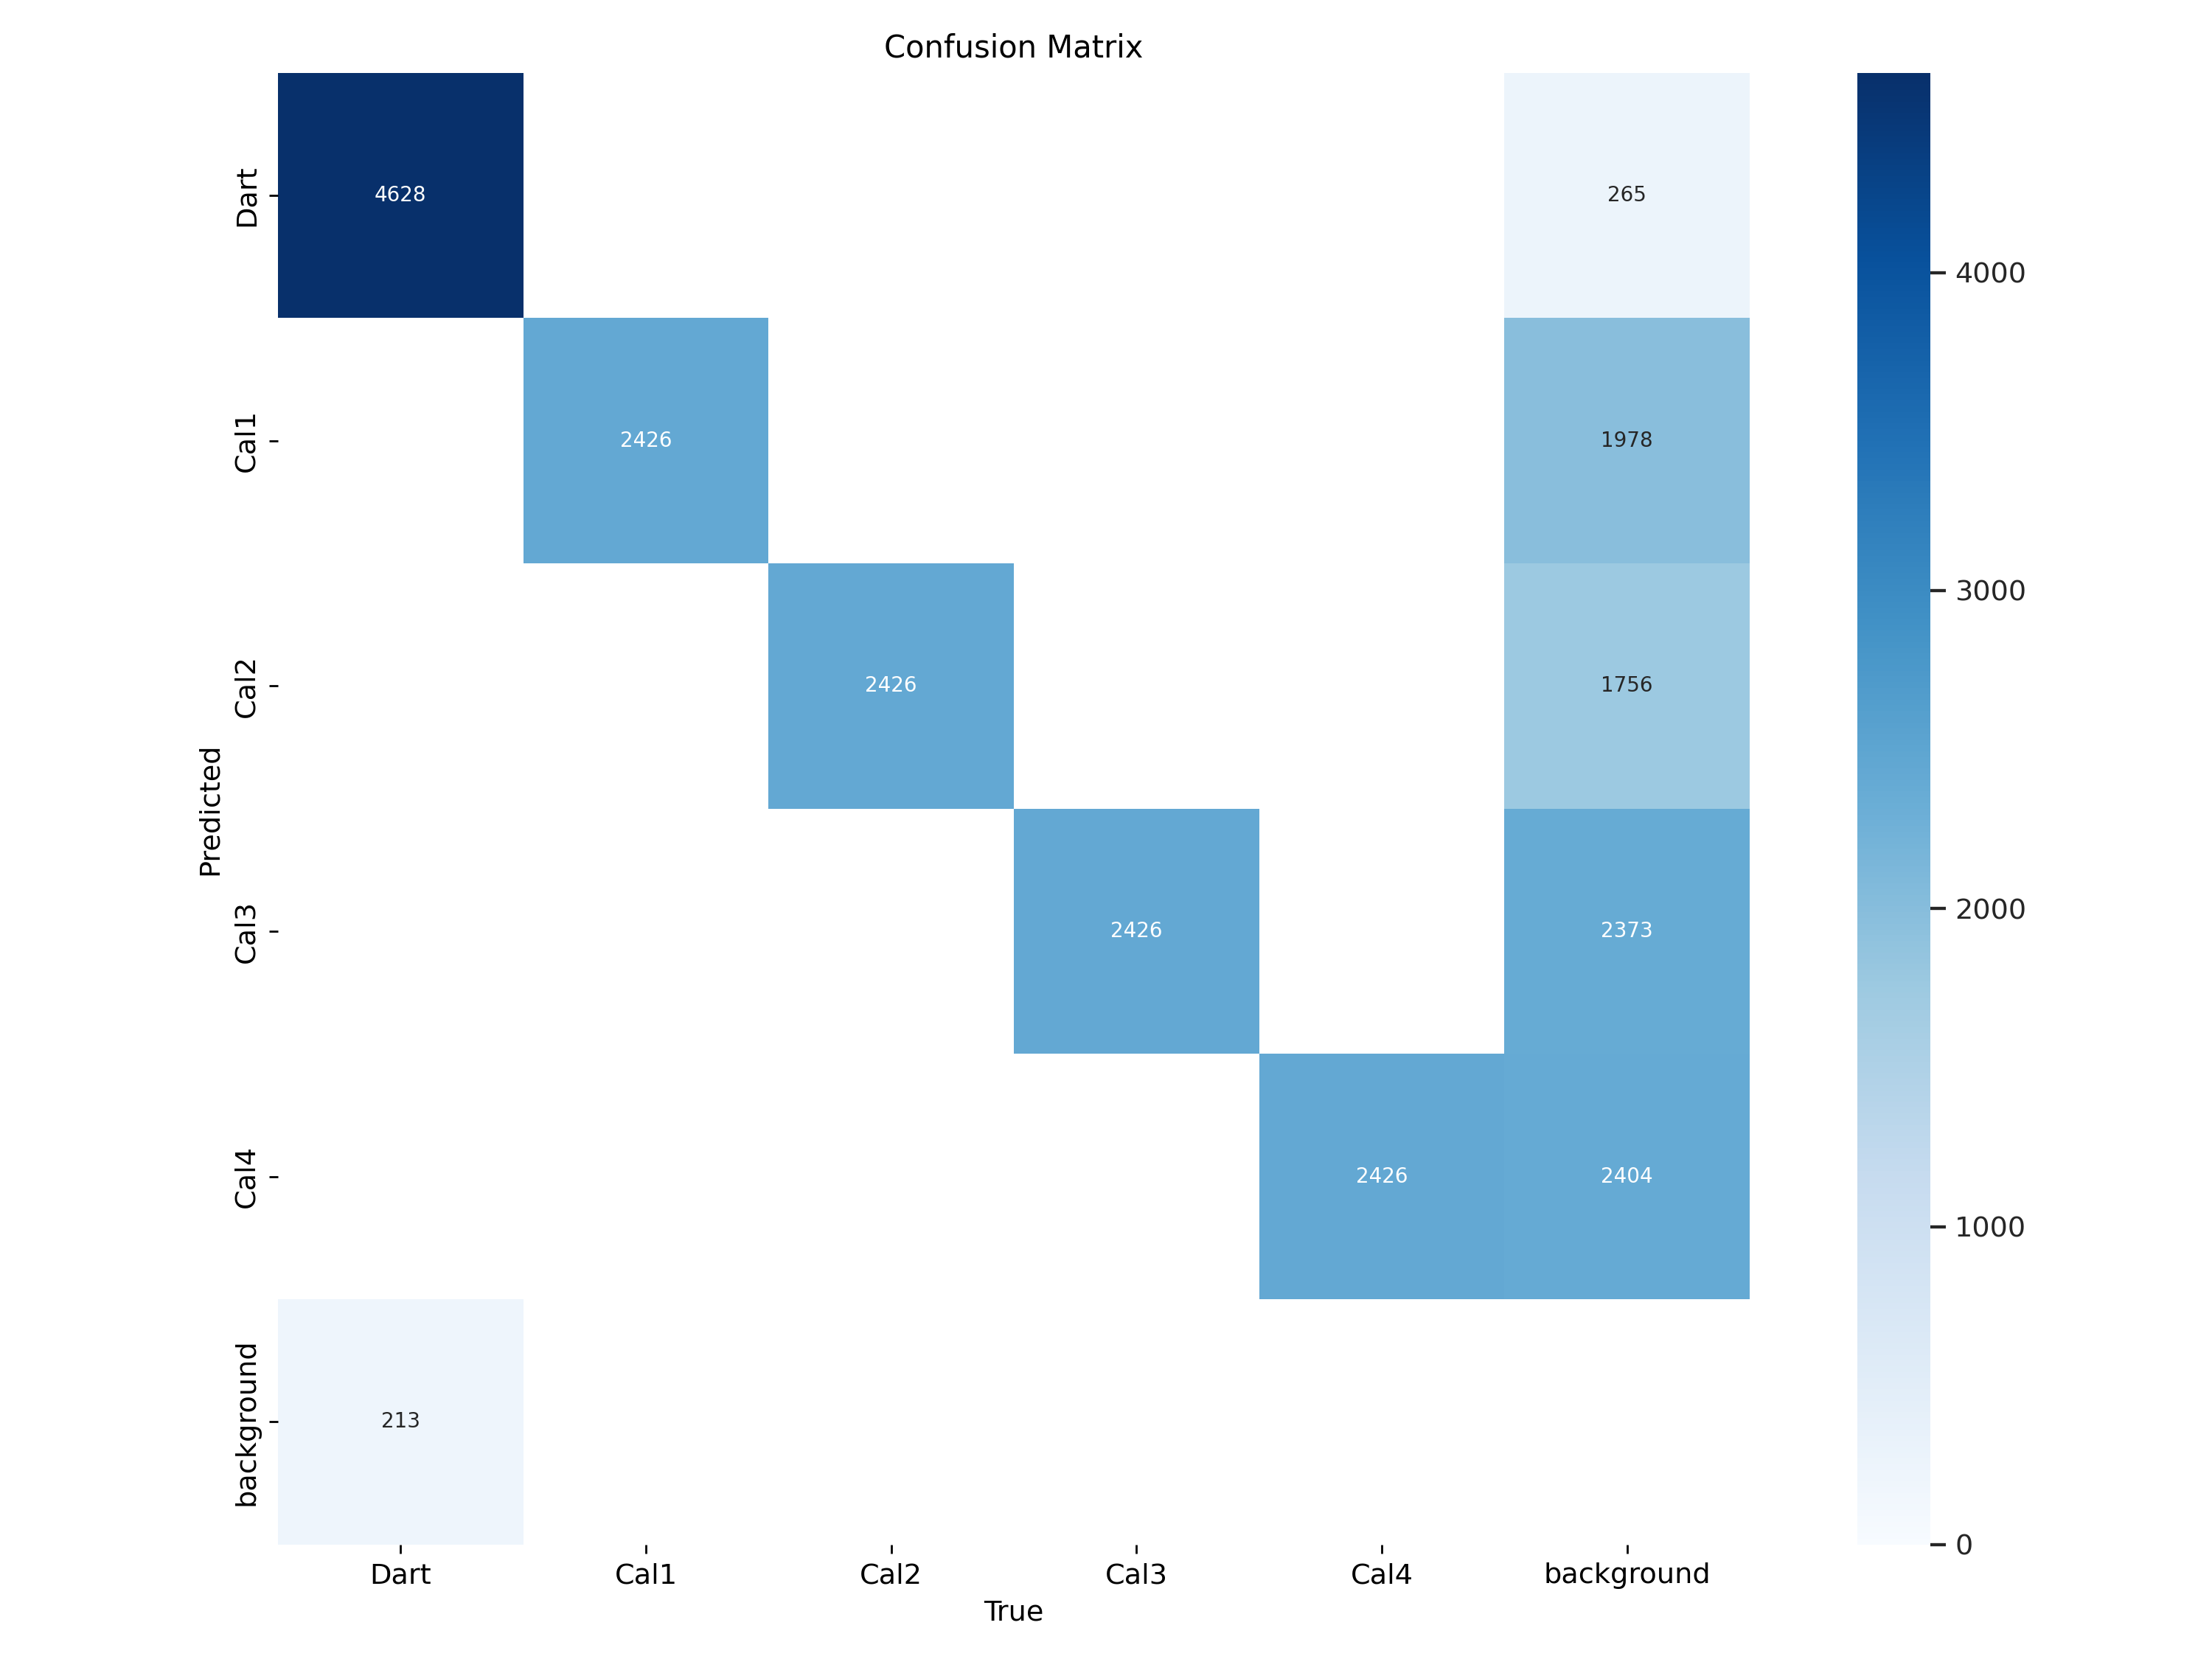 Confusion Matrix
Dart
4628
265
4000
Cal1
2426
1978
3000
Cal2
2426
1756
Predicted
Cal3
2426
2373
2000
Cal4
2426
2404
1000
background
213
0
Dart
Cal1
Cal2
Cal3
Cal4
background
True